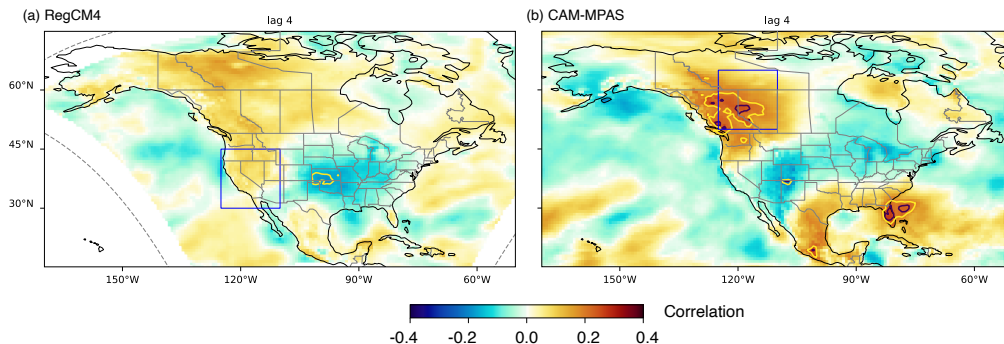 (a) RegCM4
lag 4
(b) CAM-MPAS
lag 4
60°N
45°N
30°N
150°W
120°W
90°W
60°W
150°W
120°W
90°W
60°W
-0.4
-0.2
0.0
0.2
0.4
Correlation